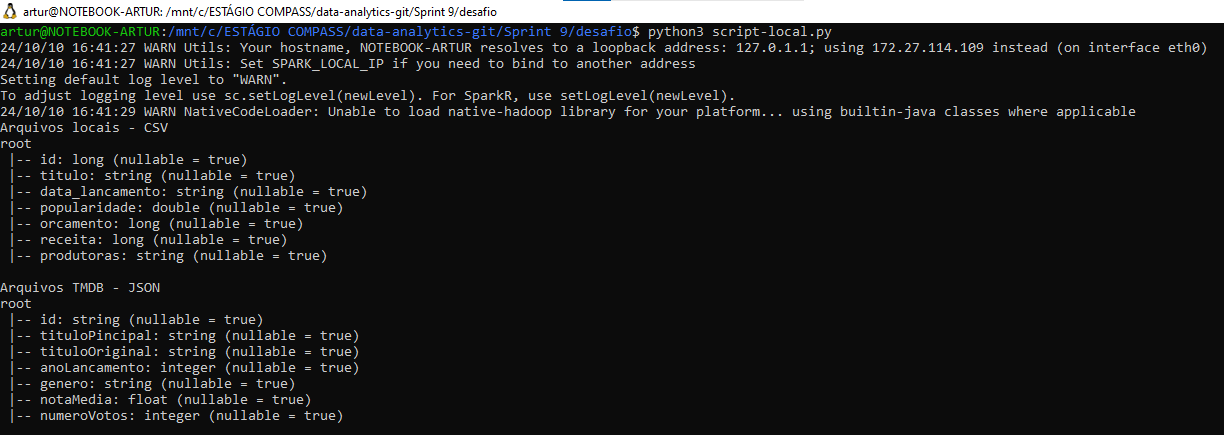 artur@NOTEBOOK-ARTUR: /mnt/c/ESTÁGIO COMPASS/data-analytics-git/Sprint 9/desafio
artur@NOTEBOOK-ARTUR:/mnt/c/ESTÁGIO COMPASS/data-analytics-git/Sprint 9/desafio$ python3 script-local.py
24/10/10 16:41:27 WARN Utils: Your hostname, NOTEBOOK-ARTUR resolves to a loopback address: 127.0.1.1; using 172.27.114.109 instead (on interface eth0)
24/10/10 16:41:27 WARN Utils: Set SPARK_LOCAL_IP if you need to bind to another address
Setting default log level to "WARN".
To adjust logging level use sc.setLogLevel(newLevel). For SparkR, use setLogLevel(newLevel).
24/10/10 16:41:29 WARN NativeCodeLoader: Unable to load native-hadoop library for your platform... using builtin-java classes where applicable
Arquivos locais - CSV
root
 |-- id: long (nullable = true)
 |-- titulo: string (nullable = true)
 |-- data_lancamento: string (nullable = true)
 |-- popularidade: double (nullable = true)
 |-- orcamento: long (nullable = true)
 |-- receita: long (nullable = true)
 |-- produtoras: string (nullable = true)
Arquivos TMDB - JSON
root
 |-- id: string (nullable = true)
 |-- tituloPincipal: string (nullable = true)
 |-- tituloOriginal: string (nullable = true)
 |-- anoLancamento: integer (nullable = true)
 |-- genero: string (nullable = true)
 |-- notaMedia: float (nullable = true)
 |-- numeroVotos: integer (nullable = true)